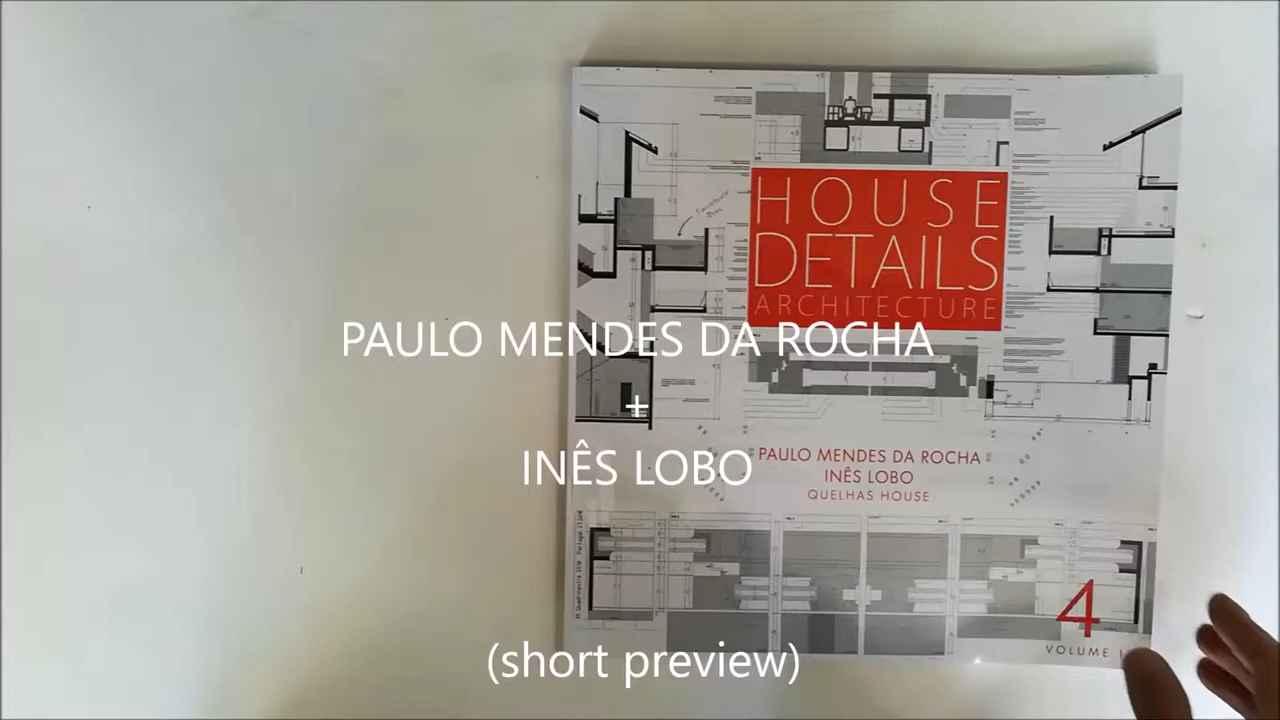 HOUSE
DETAILS
ARCHITECTURE
PAULO MENDES DA ROCHA
+
INÊS LOBO
PAULO MENDES DA ROCHA
INÊS LOBO
QUELHAS HOUSE
4
VOLUME
(short preview)